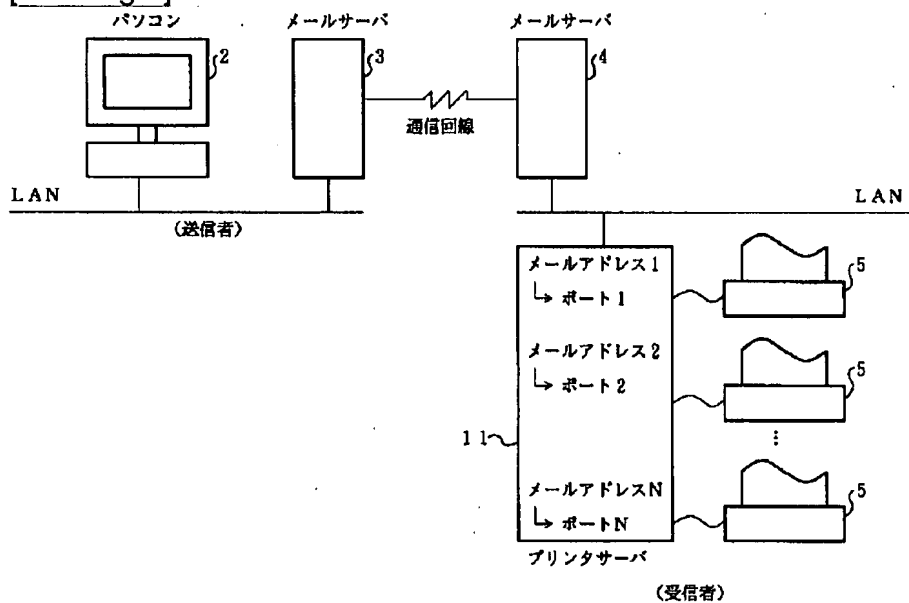 パソコン
メールサーバ
メールサーバ
2
3
4
通信回線
LAN
LAN
(送信者)
メールアドレス1
↳ ポート1
5
メールアドレス2
↳ ポート2
5
⋮
11
メールアドレスN
↳ ポートN
5
プリンタサーバ
(受信者)